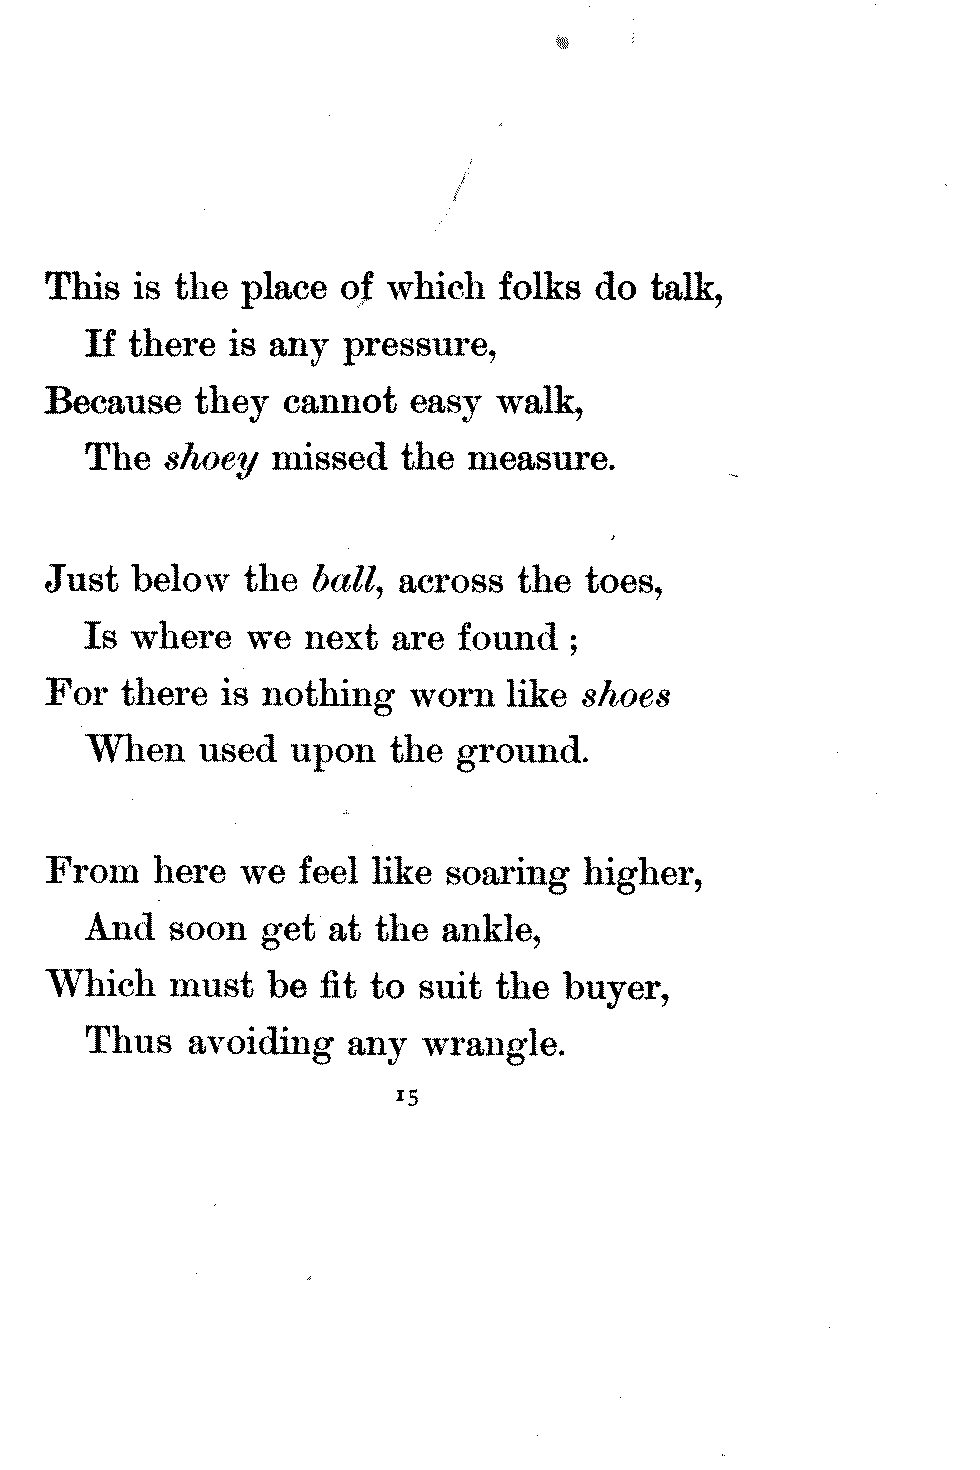 This is the place of which folks do talk,
If there is any pressure,
Because they cannot easy walk,
The shoey missed the measure.

Just below the ball, across the toes,
Is where we next are found ;
For there is nothing worn like shoes
When used upon the ground.

From here we feel like soaring higher,
And soon get at the ankle,
Which must be fit to suit the buyer,
Thus avoiding any wrangle.
15